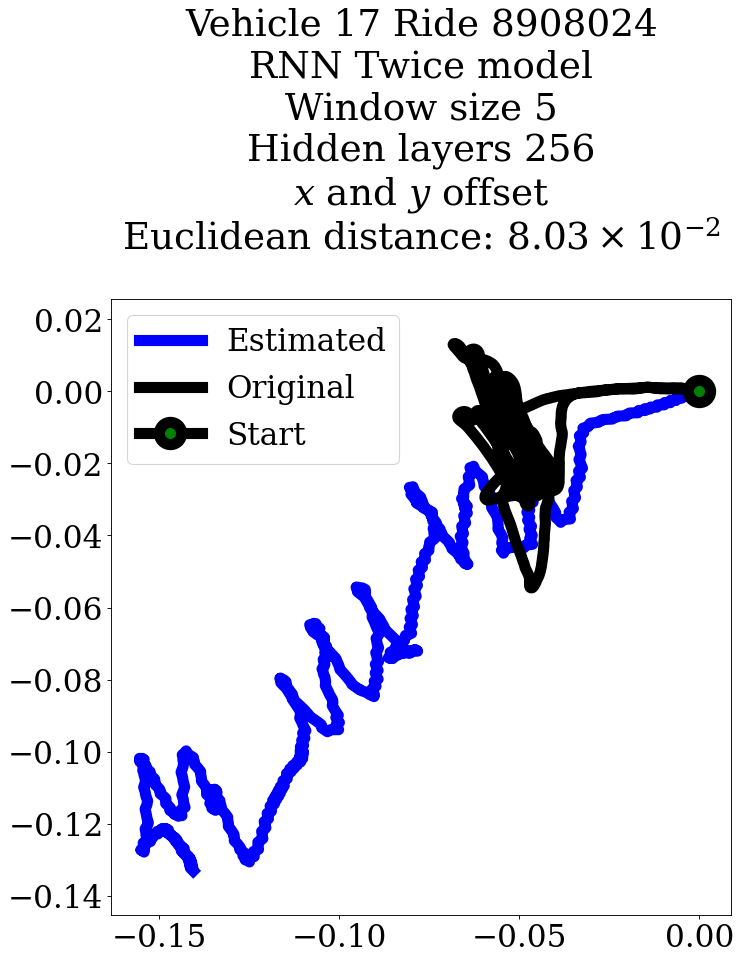 Vehicle 17 Ride 8908024
RNN Twice model
Window size 5
Hidden layers 256
x and y offset
Euclidean distance: 8.03 × 10⁻²
0.02
0.00
−0.02
−0.04
−0.06
−0.08
−0.10
−0.12
−0.14
Estimated
Original
Start
−0.15 −0.10 −0.05 0.00